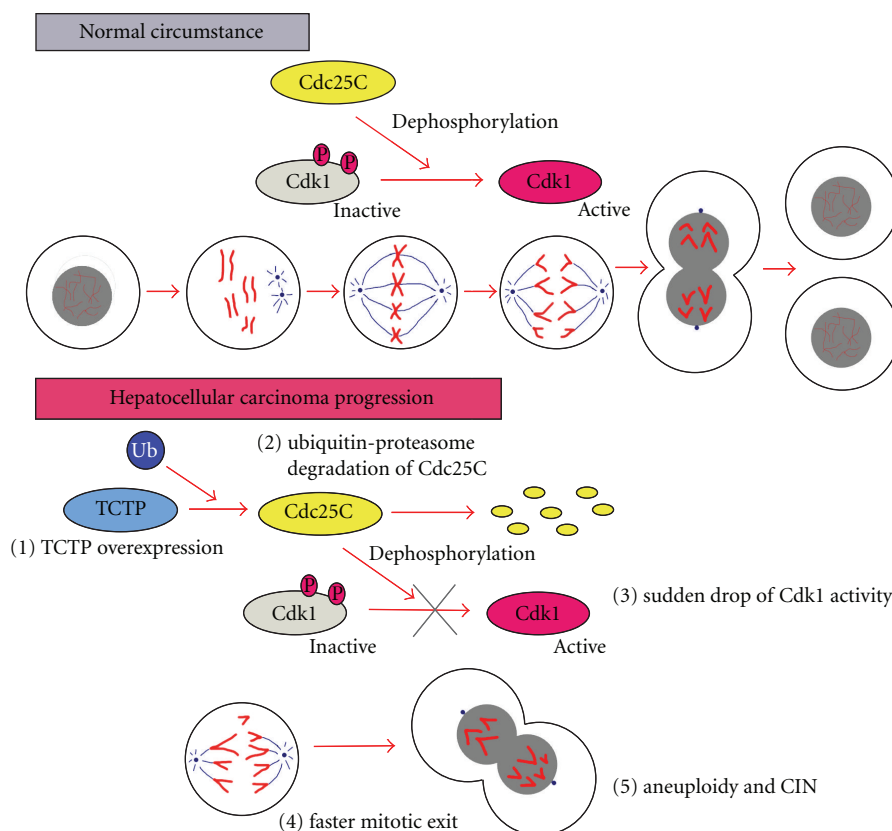 Normal circumstance
Cdc25C
Dephosphorylation
P
P
Cdk1
Inactive
Cdk1
Active
Hepatocellular carcinoma progression
Ub
(2) ubiquitin-proteasome
degradation of Cdc25C
TCTP
Cdc25C
(1) TCTP overexpression
Dephosphorylation
P
P
Cdk1
Inactive
Cdk1
Active
(3) sudden drop of Cdk1 activity
(4) faster mitotic exit
(5) aneuploidy and CIN